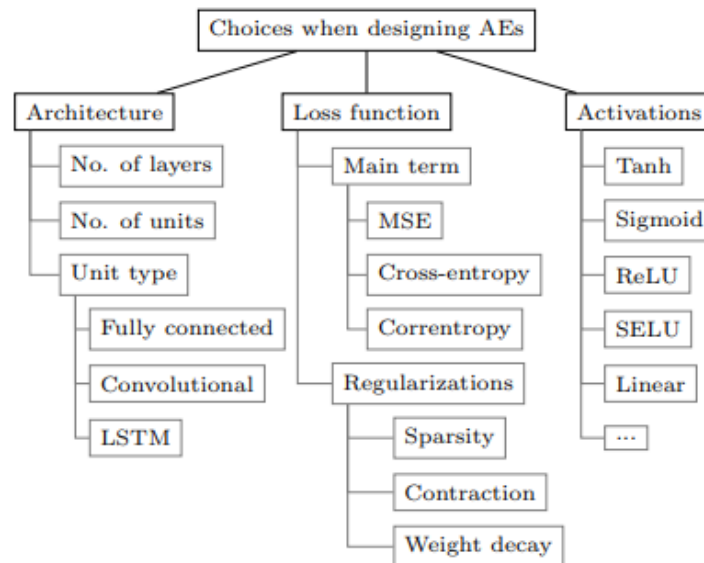 Choices when designing AEs
Architecture
No. of layers
No. of units
Unit type
Fully connected
Convolutional
LSTM
Loss function
Main term
MSE
Cross-entropy
Correntropy
Regularizations
Sparsity
Contraction
Weight decay
Activations
Tanh
Sigmoid
ReLU
SELU
Linear
...